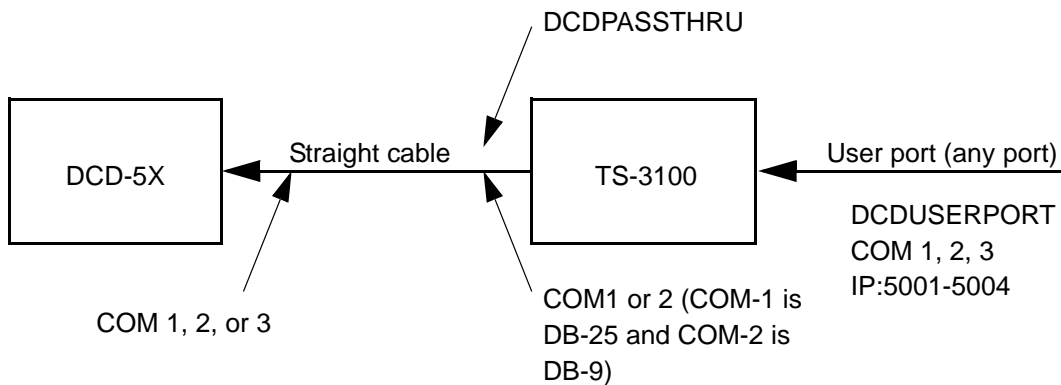 DCDPASSTHRU
DCD-5X
Straight cable
TS-3100
User port (any port)
DCDUSERPORT
COM 1, 2, 3
IP:5001-5004
COM 1, 2, or 3
COM1 or 2 (COM-1 is
DB-25 and COM-2 is
DB-9)